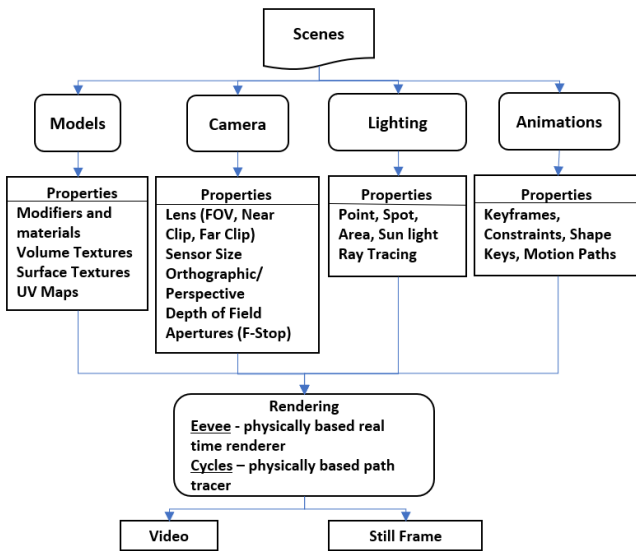 Scenes
Models
Camera
Lighting
Animations
Properties
Modifiers and
materials
Volume Textures
Surface Textures
UV Maps
Properties
Lens (FOV, Near
Clip, Far Clip)
Sensor Size
Orthographic/
Perspective
Depth of Field
Apertures (F-Stop)
Properties
Point, Spot,
Area, Sun light
Ray Tracing
Properties
Keyframes,
Constraints, Shape
Keys, Motion Paths
Rendering
Eevee - physically based real
time renderer
Cycles – physically based path
tracer
Video
Still Frame